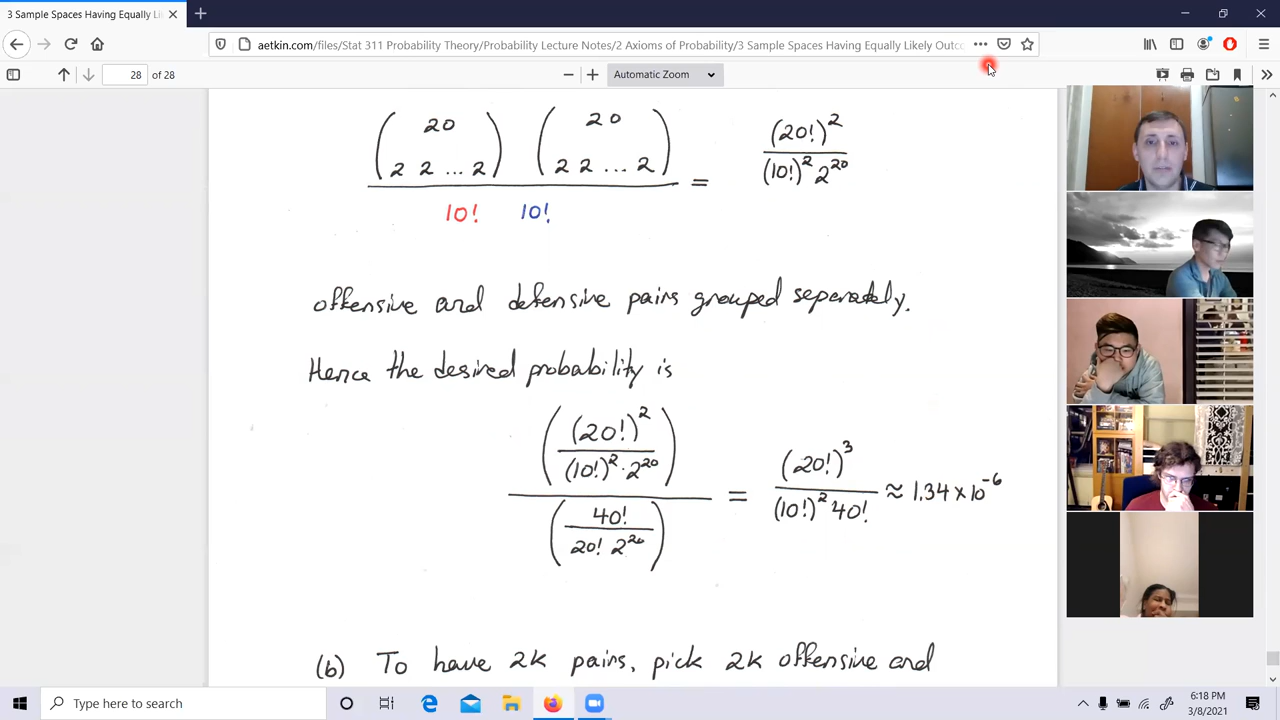 3 Sample Spaces Having Equally Li
aetkin.com/files/Stat 311 Probability Theory/Probability Lecture Notes/2 Axioms of Probability/3 Sample Spaces Having Equally Likely Outco
28 of 28
Automatic Zoom
( 20 ) ( 20 ) (20!)^2
( 2 2 ... 2 ) ( 2 2 ... 2 ) = (10!)^2 2^20
10! 10!
offensive and defensive pairs grouped separately.
Hence the desired probability is
( (20!)^2 / (10!)^2 · 2^20 ) / ( 40! / 20! 2^20 ) = (20!)^3 / (10!)^2 40! ≈ 1.34 x 10^-6
(b) To have 2k pairs, pick 2k offensive and
Type here to search
6:18 PM
3/8/2021